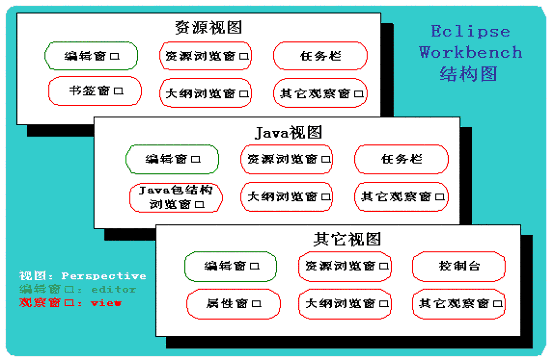 Eclipse
Workbench
结构图
资源视图
编辑窗口
资源浏览窗口
任务栏
书签窗口
大纲浏览窗口
其它观察窗口
Java视图
编辑窗口
资源浏览窗口
任务栏
Java包结构
浏览窗口
大纲浏览窗口
其它观察窗口
其它视图
编辑窗口
资源浏览窗口
控制台
属性窗口
大纲浏览窗口
其它观察窗口
视图：Perspective
编辑窗口：editor
观察窗口：view